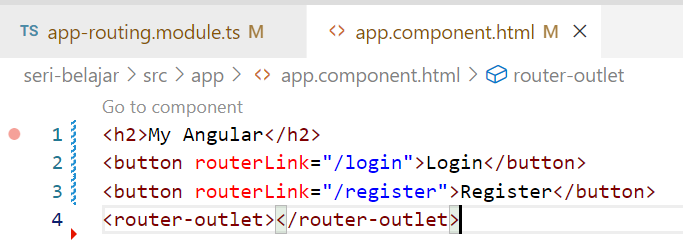 TS app-routing.module.ts M <> app.component.html M ×
seri-belajar > src > app > <> app.component.html > router-outlet
Go to component
1 <h2>My Angular</h2>
2 <button routerLink="/login">Login</button>
3 <button routerLink="/register">Register</button>
4 <router-outlet></router-outlet>